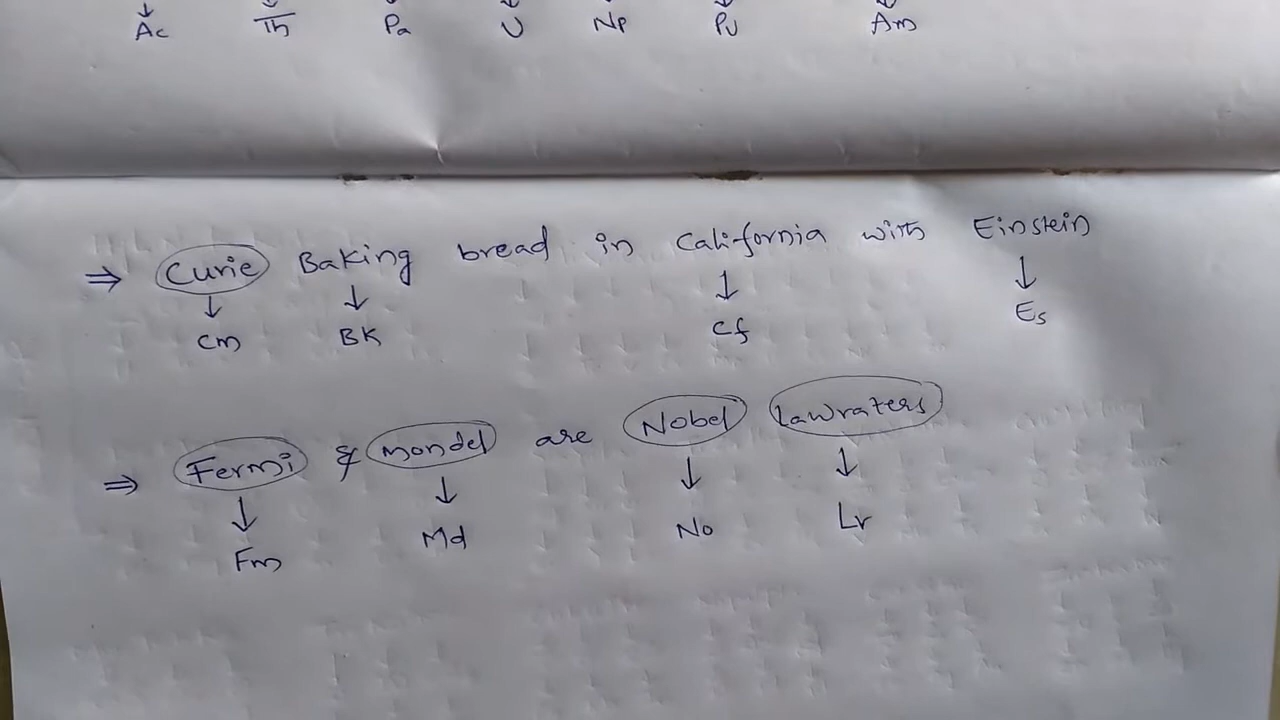 Ac Th Pa U Np Pu Am
⇒ Curie Baking bread in California with Einstein
Cm BK Cf Es
⇒ Fermi & Mondel are Nobel Lawraters
Fm Md No Lr